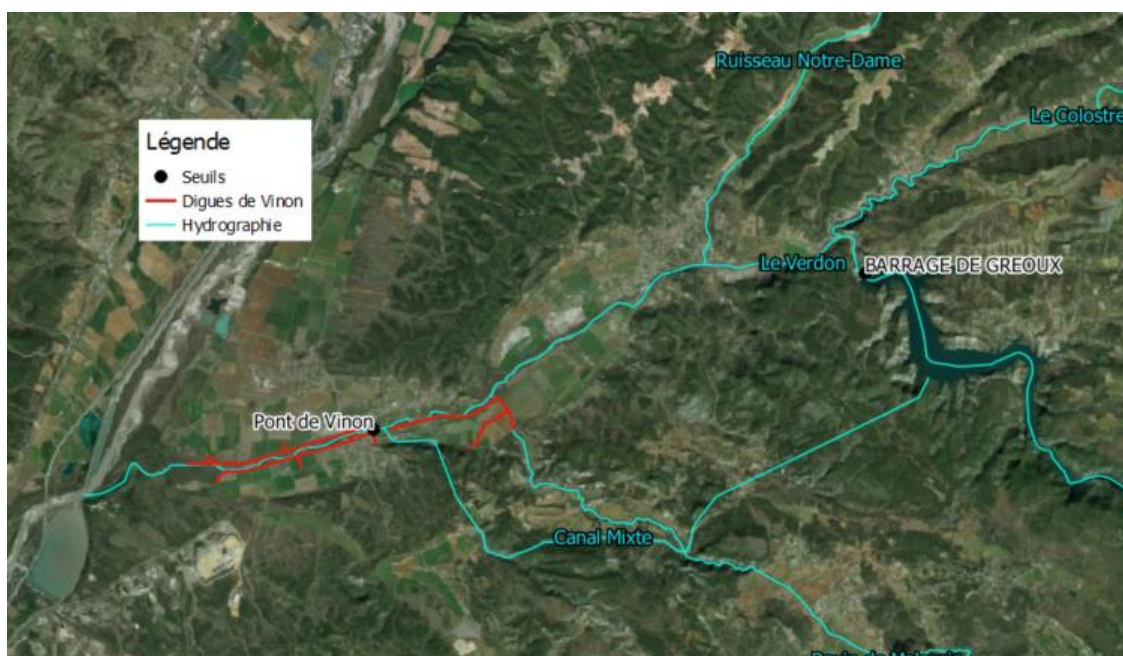 Ruisseau Notre-Dame
Le Colostre
Légende
Seuils
Digues de Vinon
Hydrographie
Le Verdon
BARRAGE DE GREOUX
Pont de Vinon
Canal Mixte